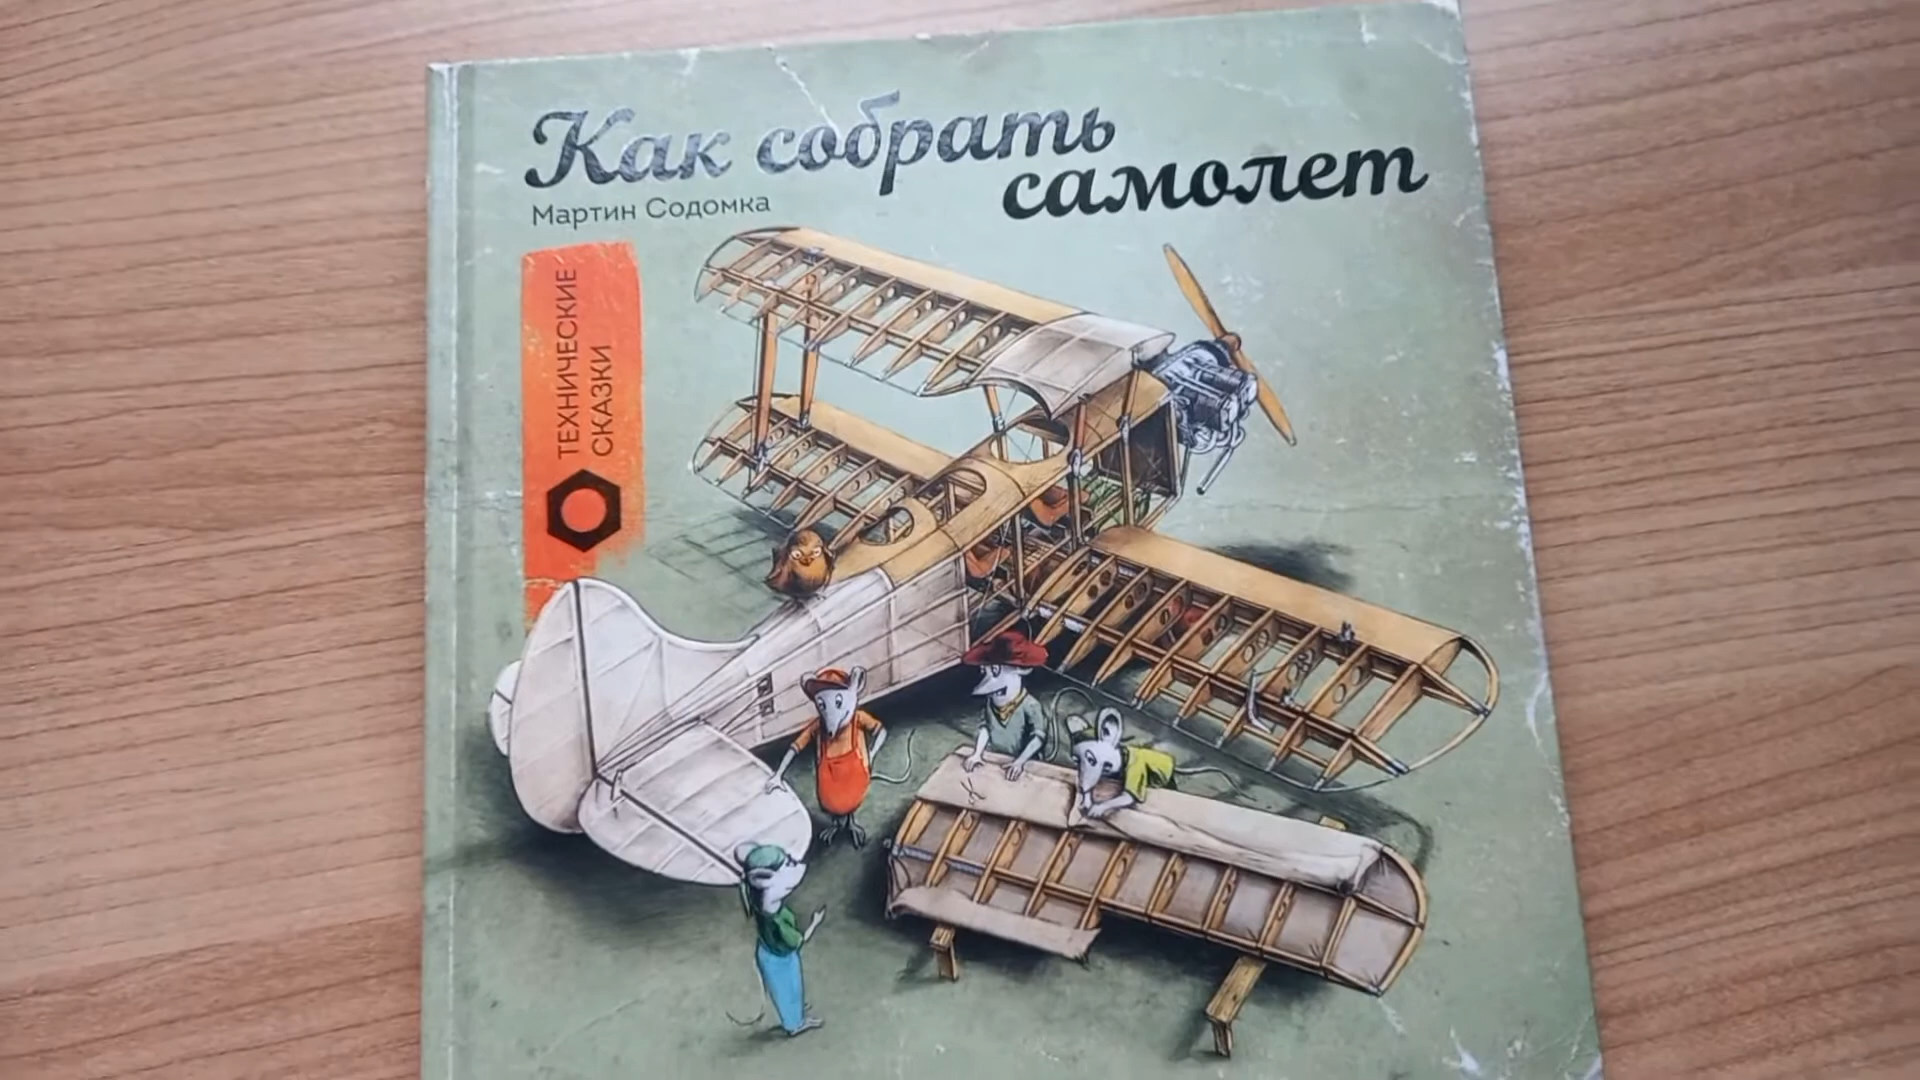 Как собрать
самолет
Мартин Содомка
ТЕХНИЧЕСКИЕ
СКАЗКИ